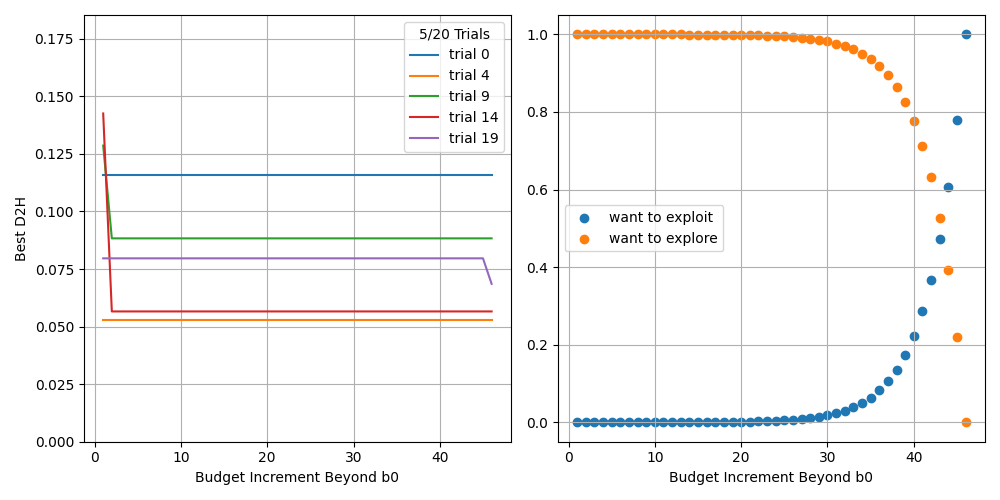 5/20 Trials
trial 0
trial 4
trial 9
trial 14
trial 19
0.175
0.150
0.125
0.100
0.075
0.050
0.025
0.000
Best D2H
0 10 20 30 40
Budget Increment Beyond b0
1.0
0.8
0.6
0.4
0.2
0.0
want to exploit
want to explore
0 10 20 30 40
Budget Increment Beyond b0